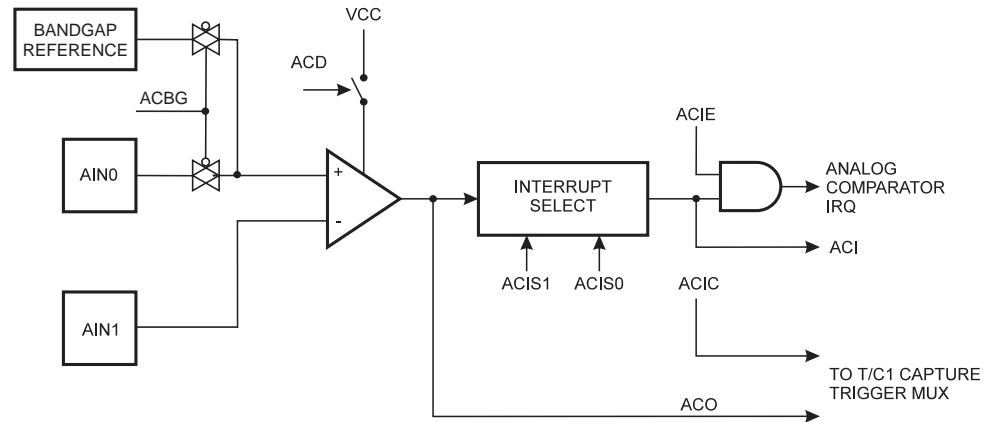 BANDGAP
REFERENCE
VCC
ACD
ACBG
ACIE
AIN0
+
-
INTERRUPT
SELECT
ANALOG
COMPARATOR
IRQ
ACI
ACIS1
ACIS0
ACIC
AIN1
TO T/C1 CAPTURE
TRIGGER MUX
ACO